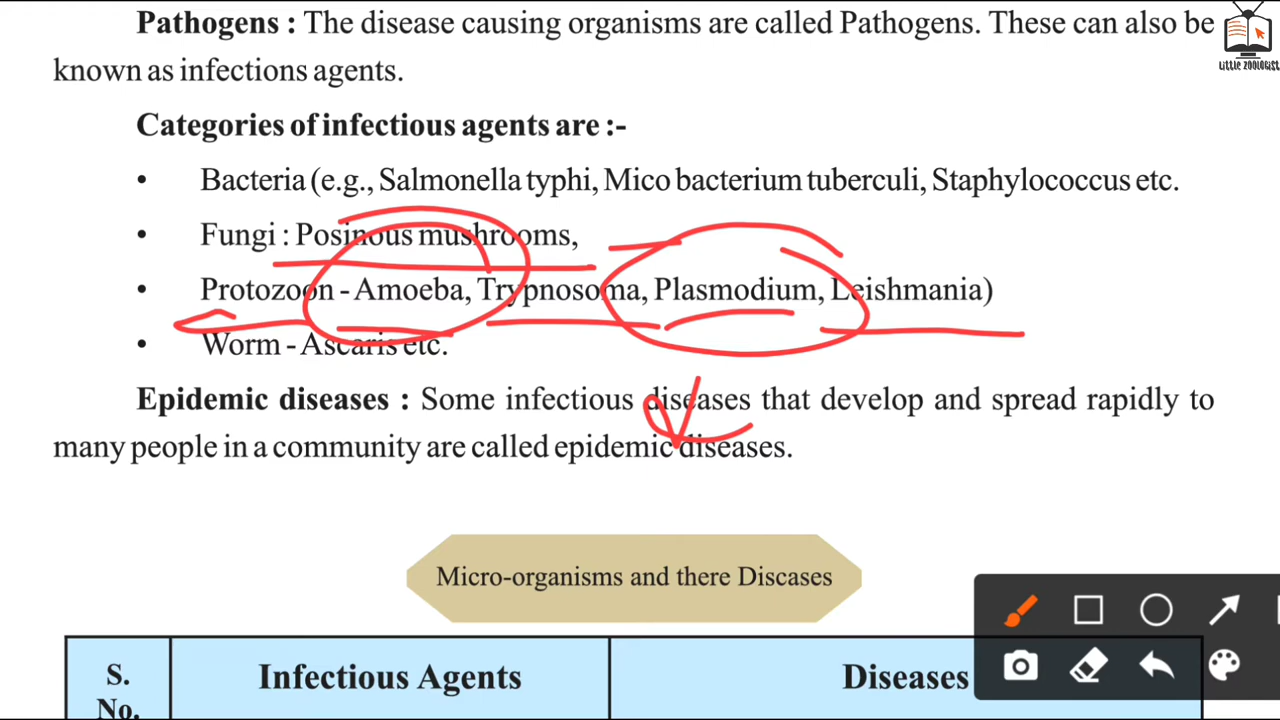 Pathogens : The disease causing organisms are called Pathogens. These can also be
known as infections agents.
LITTLE ZOOLOGIST
Categories of infectious agents are :-
• Bacteria (e.g., Salmonella typhi, Mico bacterium tuberculi, Staphylococcus etc.
• Fungi : Posinous mushrooms,
• Protozoon - Amoeba, Trypnosoma, Plasmodium, Leishmania)
• Worm - Ascaris etc.
Epidemic diseases : Some infectious diseases that develop and spread rapidly to
many people in a community are called epidemic diseases.
Micro-organisms and there Discases
S.
No.
Infectious Agents
Diseases